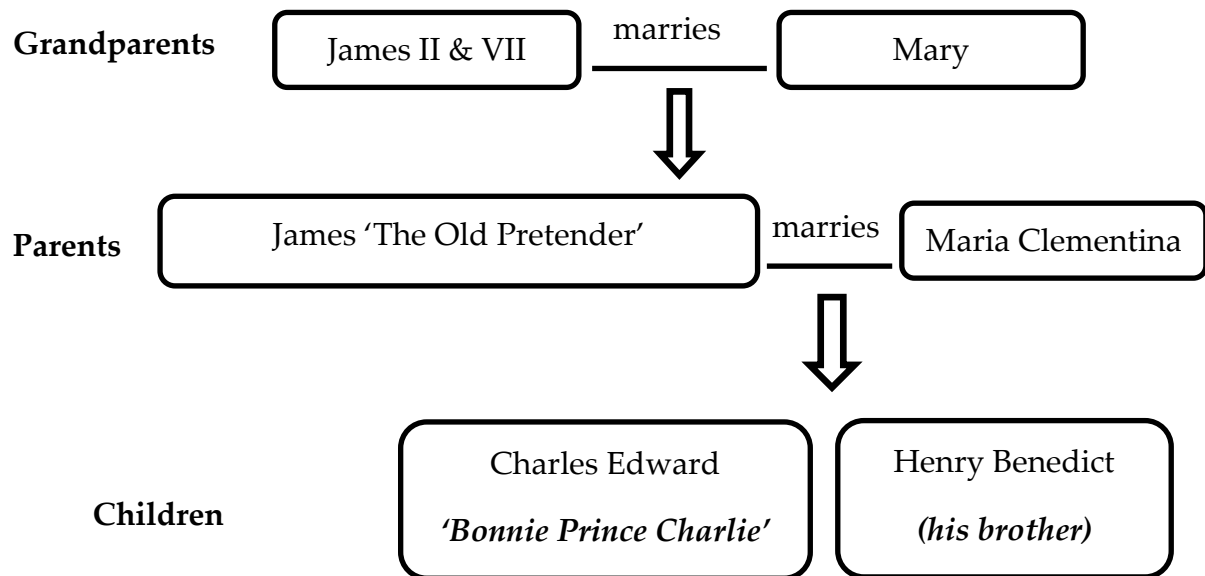 Grandparents
James II & VII
marries
Mary
Parents
James ‘The Old Pretender’
marries
Maria Clementina
Children
Charles Edward
‘Bonnie Prince Charlie’
Henry Benedict
(his brother)